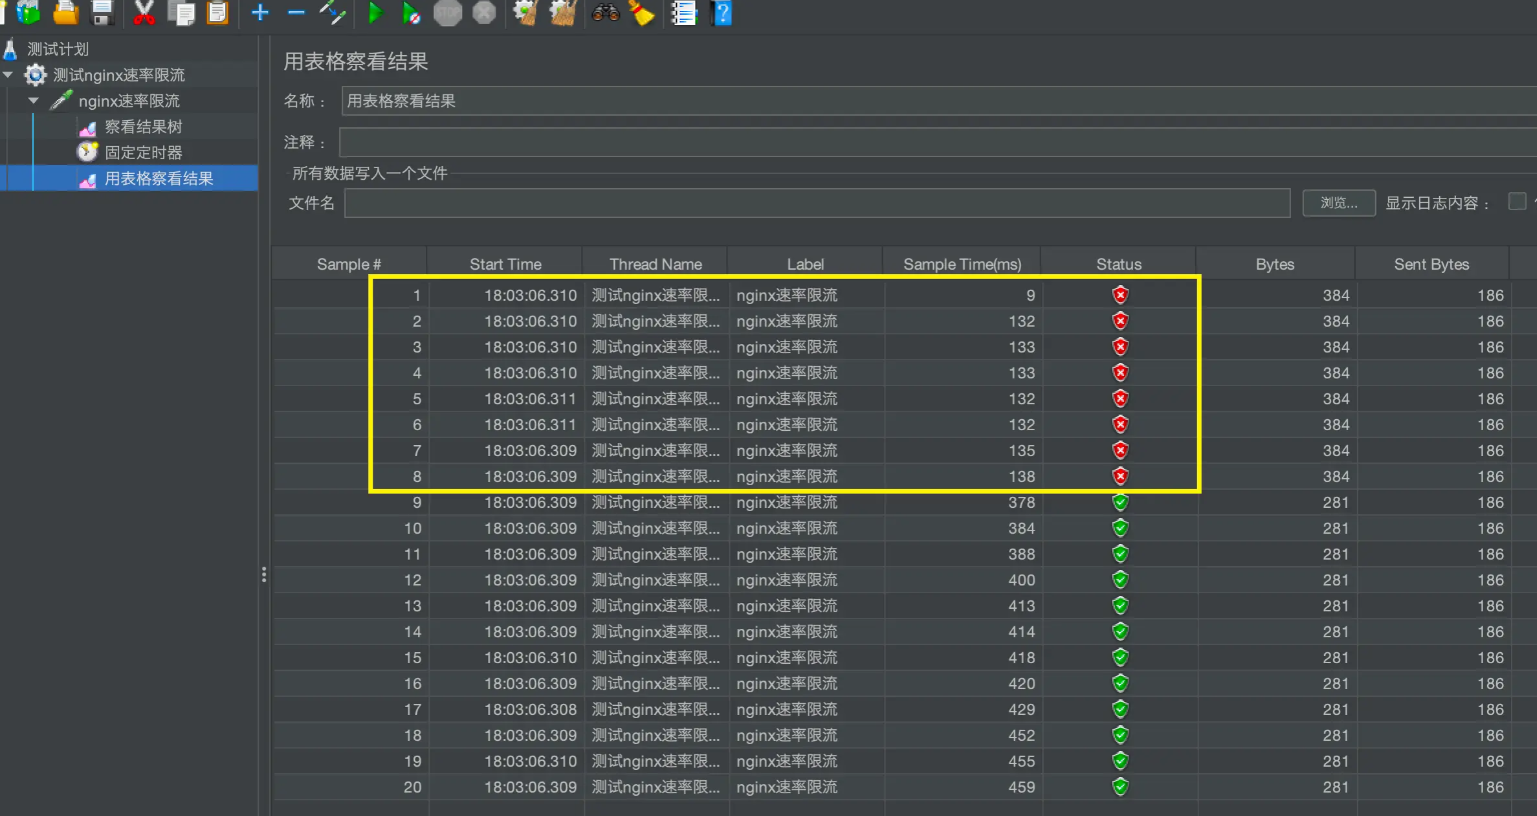 STOP
?
测试计划
测试nginx速率限流
nginx速率限流
察看结果树
固定定时器
用表格察看结果
用表格察看结果
名称： 用表格察看结果
注释：
所有数据写入一个文件
文件名 浏览... 显示日志内容：
Sample # Start Time Thread Name Label Sample Time(ms) Status Bytes Sent Bytes
1 18:03:06.310 测试nginx速率限... nginx速率限流 9 384 186
2 18:03:06.310 测试nginx速率限... nginx速率限流 132 384 186
3 18:03:06.310 测试nginx速率限... nginx速率限流 133 384 186
4 18:03:06.310 测试nginx速率限... nginx速率限流 133 384 186
5 18:03:06.311 测试nginx速率限... nginx速率限流 132 384 186
6 18:03:06.311 测试nginx速率限... nginx速率限流 132 384 186
7 18:03:06.309 测试nginx速率限... nginx速率限流 135 384 186
8 18:03:06.309 测试nginx速率限... nginx速率限流 138 384 186
9 18:03:06.309 测试nginx速率限... nginx速率限流 378 281 186
10 18:03:06.309 测试nginx速率限... nginx速率限流 384 281 186
11 18:03:06.309 测试nginx速率限... nginx速率限流 388 281 186
12 18:03:06.309 测试nginx速率限... nginx速率限流 400 281 186
13 18:03:06.309 测试nginx速率限... nginx速率限流 413 281 186
14 18:03:06.309 测试nginx速率限... nginx速率限流 414 281 186
15 18:03:06.310 测试nginx速率限... nginx速率限流 418 281 186
16 18:03:06.309 测试nginx速率限... nginx速率限流 420 281 186
17 18:03:06.308 测试nginx速率限... nginx速率限流 429 281 186
18 18:03:06.309 测试nginx速率限... nginx速率限流 452 281 186
19 18:03:06.310 测试nginx速率限... nginx速率限流 455 281 186
20 18:03:06.309 测试nginx速率限... nginx速率限流 459 281 186